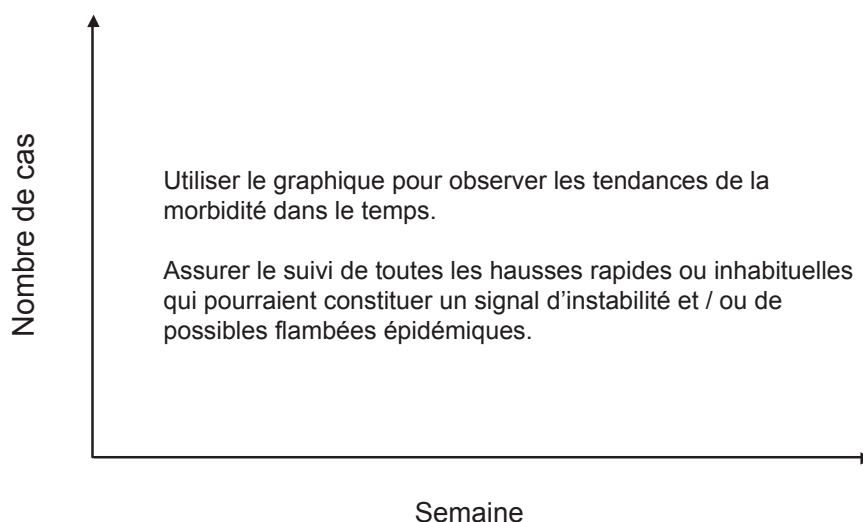 Nombre de cas
Utiliser le graphique pour observer les tendances de la
morbidité dans le temps.
Assurer le suivi de toutes les hausses rapides ou inhabituelles
qui pourraient constituer un signal d’instabilité et / ou de
possibles flambées épidémiques.
Semaine